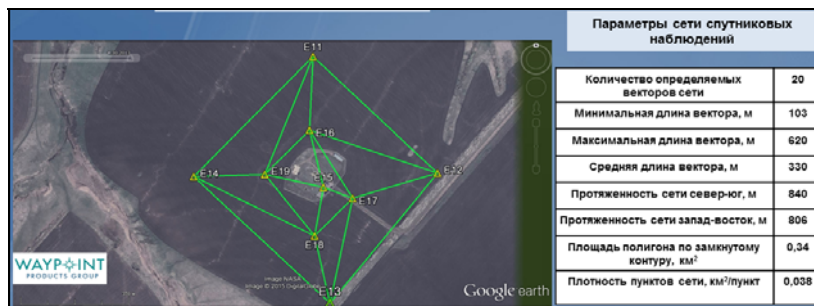 Параметры сети спутниковых
наблюдений
Количество определяемых
векторов сети
20
Минимальная длина вектора, м
103
Максимальная длина вектора, м
620
Средняя длина вектора, м
330
Протяженность сети север-юг, м
840
Протяженность сети запад-восток, м
806
Площадь полигона по замкнутому
контуру, км²
0,34
Плотность пунктов сети, км²/пункт
0,038
E11
E16
E14
E19
E15
E12
E17
E18
E13
WAYPOINT
PRODUCTS GROUP
Image NASA
Google earth